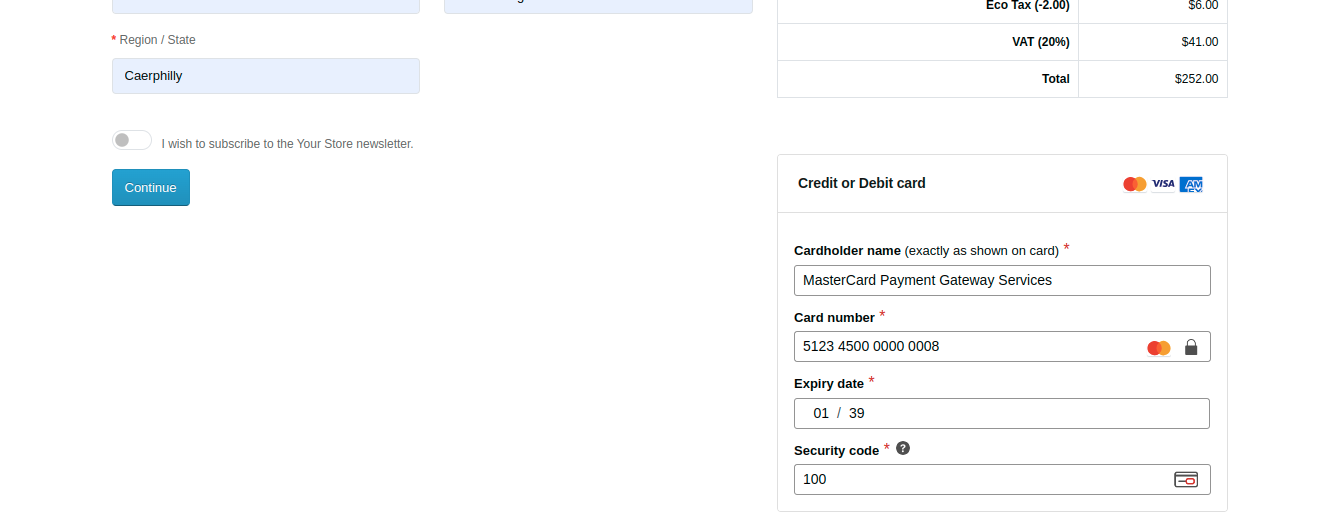 Eco Tax (-2.00) $6.00
* Region / State
VAT (20%) $41.00
Caerphilly
Total $252.00
I wish to subscribe to the Your Store newsletter.
Continue
Credit or Debit card
VISA
AM
EX
Cardholder name (exactly as shown on card) *
MasterCard Payment Gateway Services
Card number *
5123 4500 0000 0008
Expiry date *
01 / 39
Security code * ?
100